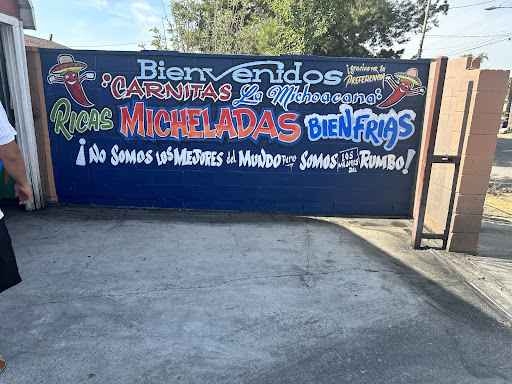 Bienvenidos
¡gracias por su PREFERENCIA!
"CARNITAS La Michoacana"
RICAS MICHELADAS BIEN FRIAS
¡No Somos los MEJORES del MUNDO pero SOMOS LOS MEJORES DEL RUMBO!